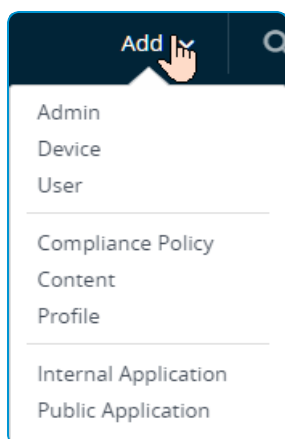 Add
Admin
Device
User
Compliance Policy
Content
Profile
Internal Application
Public Application